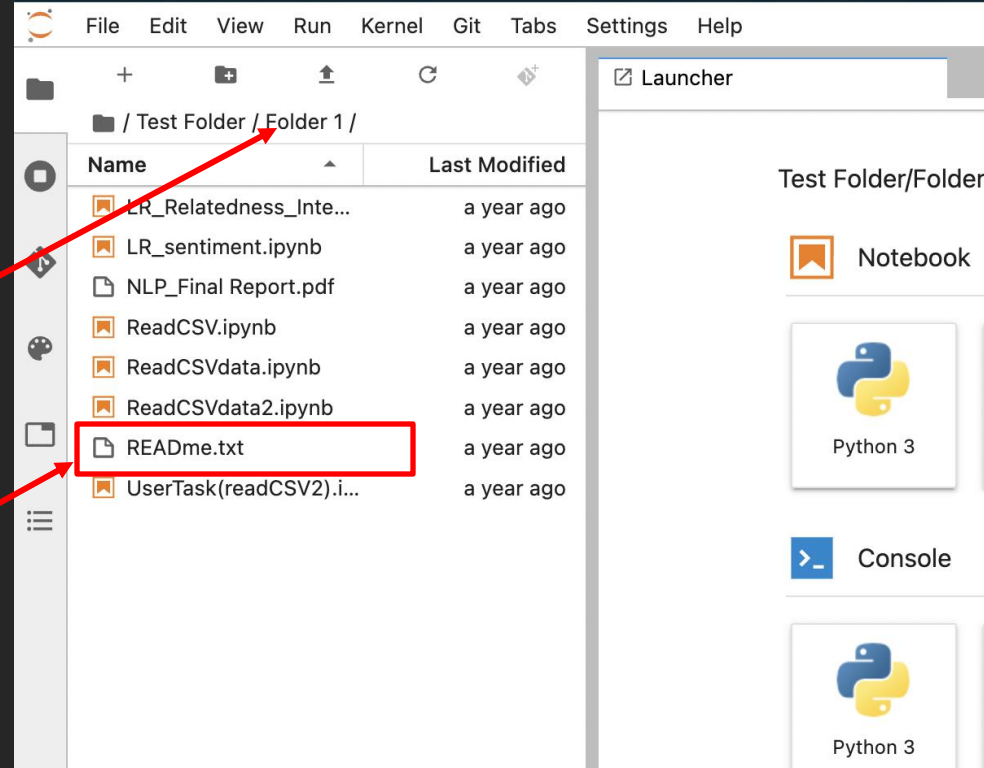 File Edit View Run Kernel Git Tabs Settings Help
Launcher
/ Test Folder / Folder 1 /
Name Last Modified
LR_Relatedness_Inte... a year ago
LR_sentiment.ipynb a year ago
NLP_Final Report.pdf a year ago
ReadCSV.ipynb a year ago
ReadCSVdata.ipynb a year ago
ReadCSVdata2.ipynb a year ago
READme.txt a year ago
UserTask(readCSV2).i... a year ago
Test Folder/Folder
Notebook
Python 3
Console
Python 3